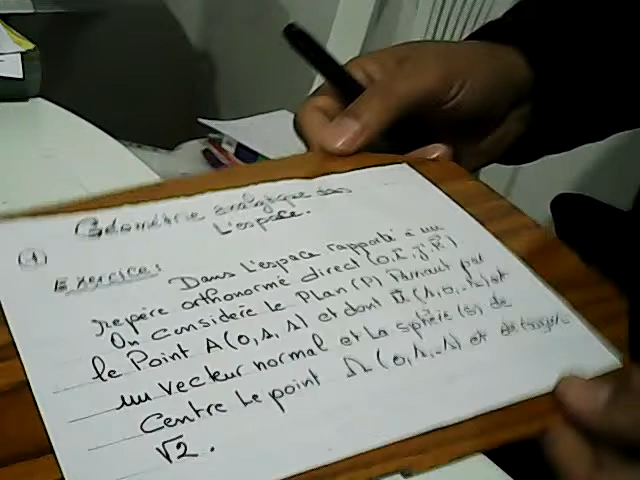 Géométrie analytique dans
L'espace.
1
Exercice:
Dans L'espace rapporté à un
repère orthonormé direct (O, i, j, k).
On considère le Plan (P) Passant par
le Point A(0,1,1) et dont u(1,0,-1) est
un vecteur normal et La sphère (S) de
Centre Le point Ω (0,1,-1) et de rayon
√2.